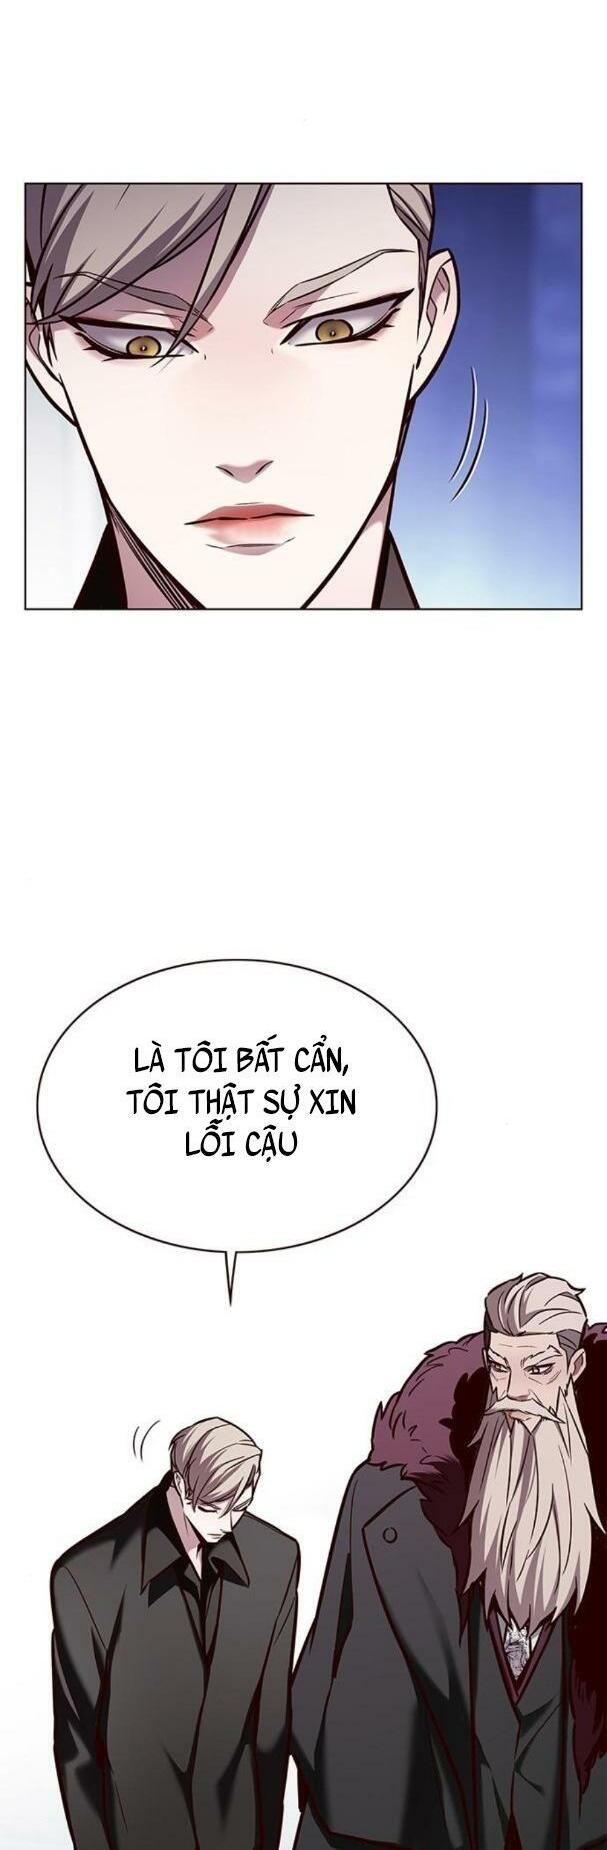 LÀ TÔI BẤT CẨN,
TÔI THẬT SỰ XIN
LỖI CẬU